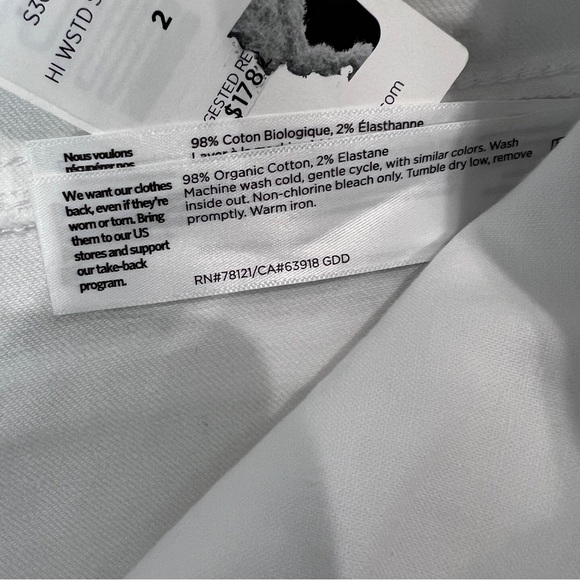 HI WSTD
2
$178
.com
98% Coton Biologique, 2% Élasthanne
Nous voulons
98% Organic Cotton, 2% Elastane
Machine wash cold, gentle cycle, with similar colors. Wash
inside out. Non-chlorine bleach only. Tumble dry low, remove
promptly. Warm iron.
RN#78121/CA#63918 GDD
We want our clothes
back, even if they're
worn or torn. Bring
them to our US
stores and support
our take-back
program.